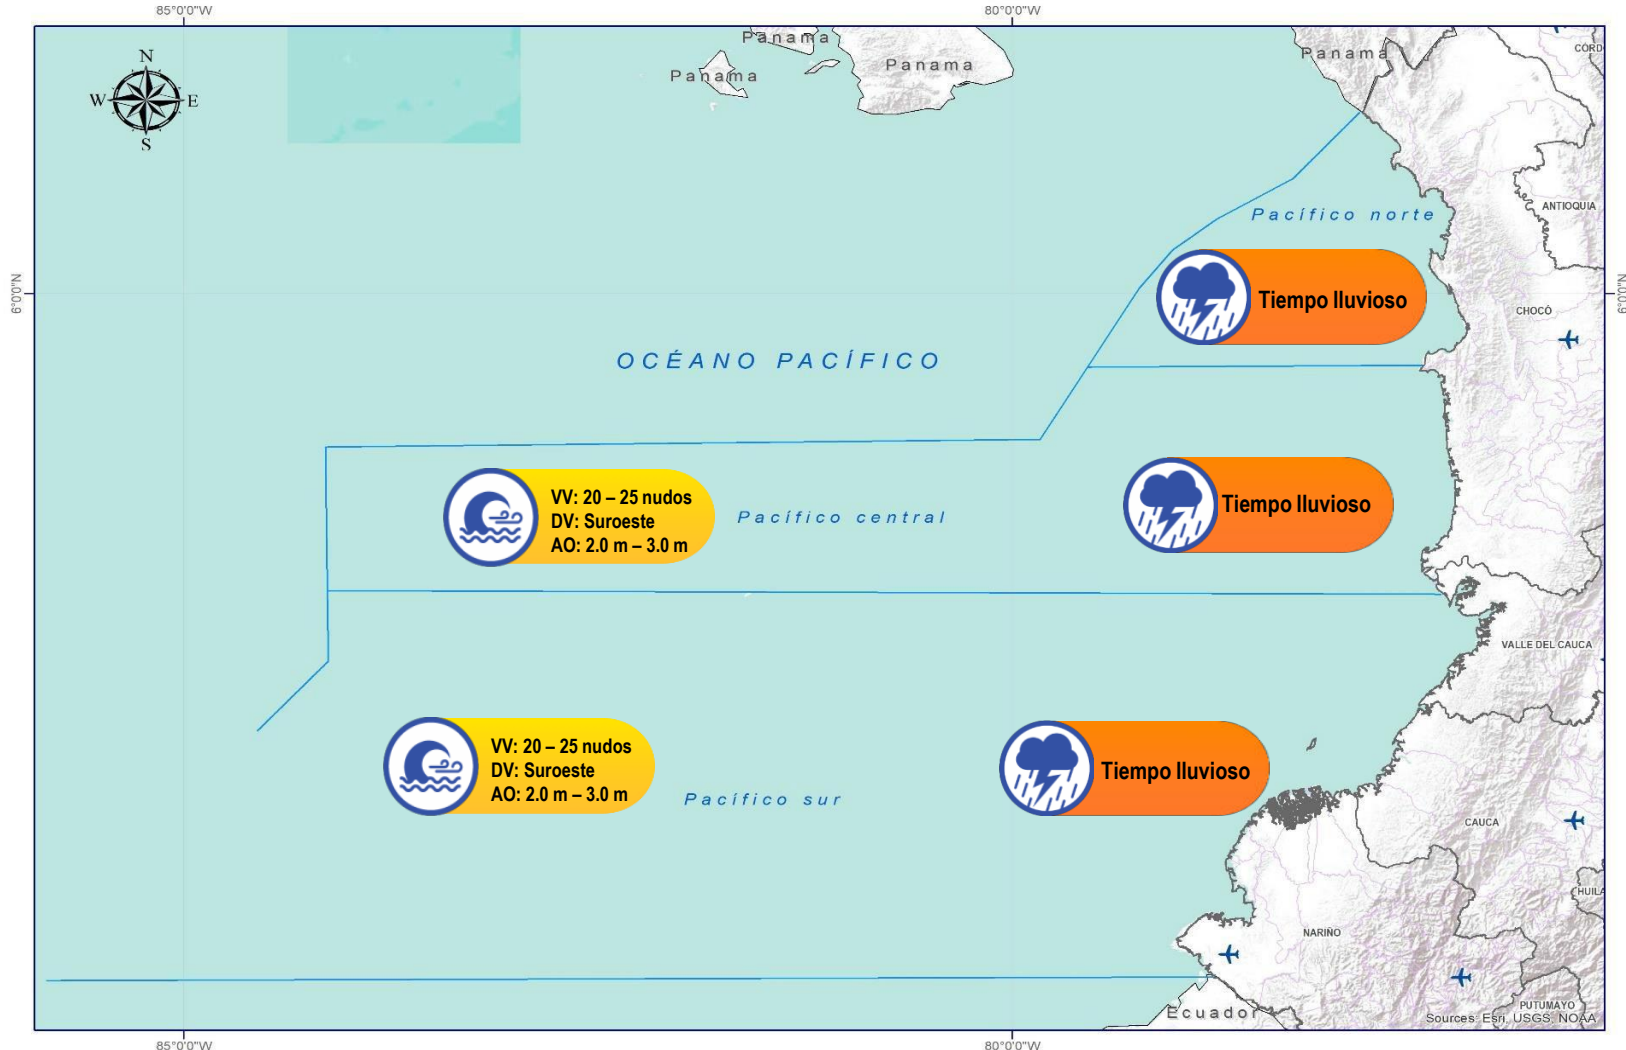 85°0'0"W
80°0'0"W
N
W
E
S
Panama
Panama
Panama
Panama
ANTIOQUIA
Pacífico norte
6°0'0"N
6°0'0"N
Tiempo lluvioso
CHOCÓ
OCÉANO PACÍFICO
VV: 20 – 25 nudos
DV: Suroeste
AO: 2.0 m – 3.0 m
Pacífico central
Tiempo lluvioso
VALLE DEL CAUCA
VV: 20 – 25 nudos
DV: Suroeste
AO: 2.0 m – 3.0 m
Pacífico sur
Tiempo lluvioso
CAUCA
HUILA
NARIÑO
PUTUMAYO
Ecuador
Sources: Esri, USGS, NOAA
85°0'0"W
80°0'0"W